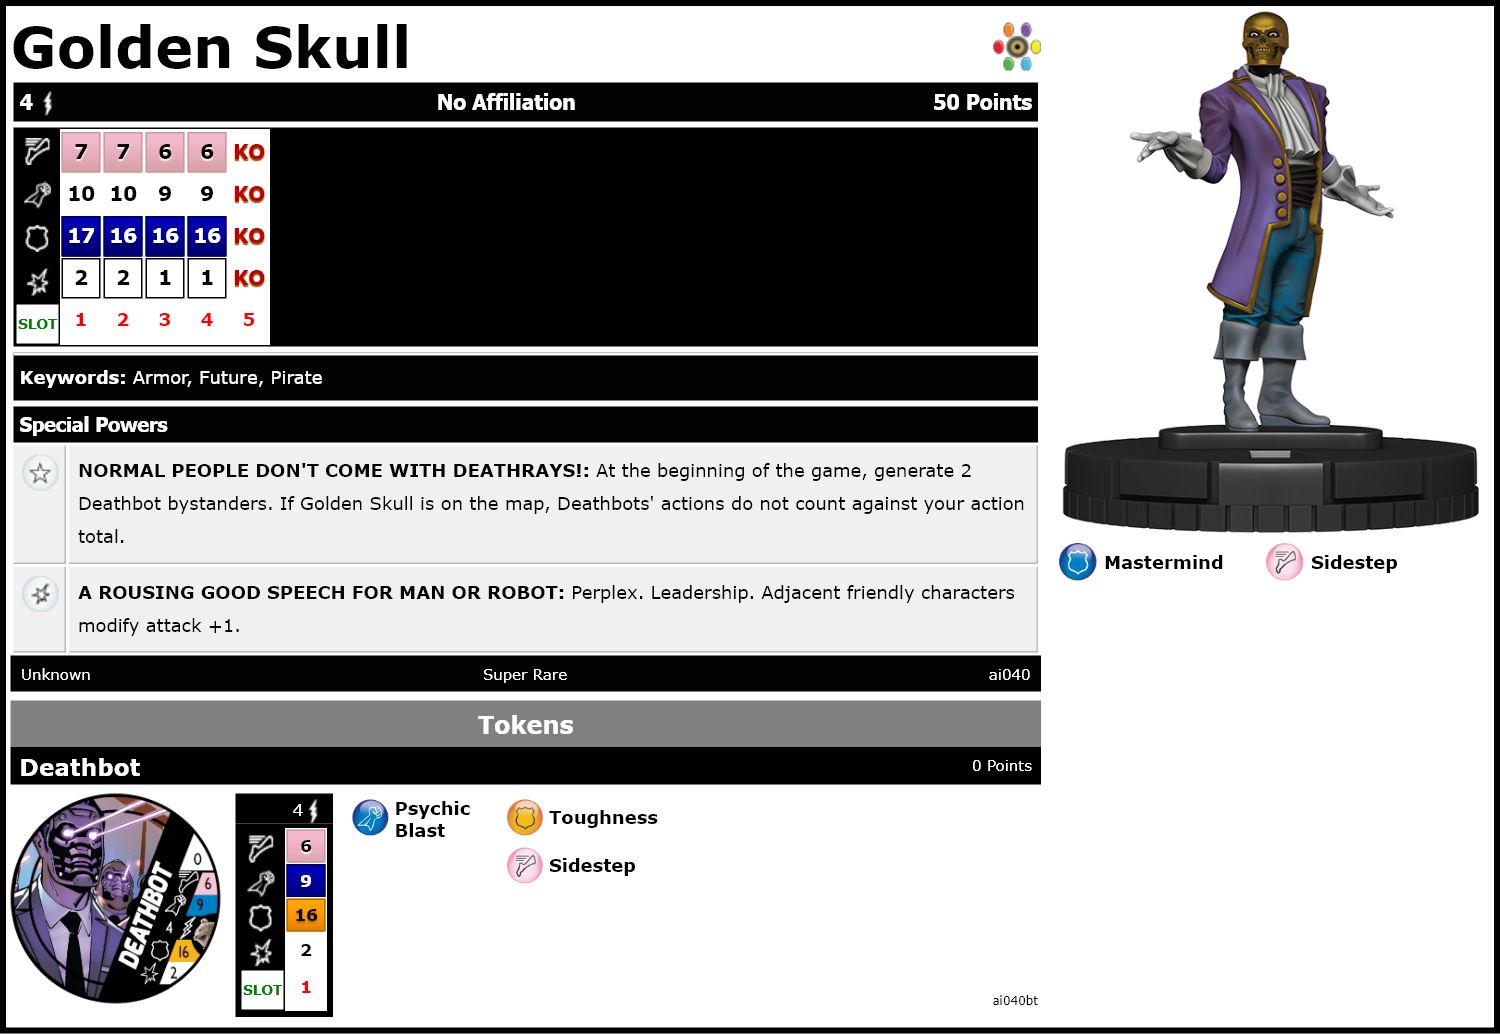 Golden Skull
4 No Affiliation 50 Points
7 7 6 6 KO
10 10 9 9 KO
17 16 16 16 KO
2 2 1 1 KO
SLOT 1 2 3 4 5
Keywords: Armor, Future, Pirate
Special Powers
NORMAL PEOPLE DON'T COME WITH DEATHRAYS!: At the beginning of the game, generate 2
Deathbot bystanders. If Golden Skull is on the map, Deathbots' actions do not count against your action
total.
A ROUSING GOOD SPEECH FOR MAN OR ROBOT: Perplex. Leadership. Adjacent friendly characters
modify attack +1.
Unknown Super Rare ai040
Mastermind Sidestep
Tokens
Deathbot 0 Points
DEATHBOT
0
6
9
4
16
2
4
6
9
16
2
SLOT 1
Psychic
Blast
Toughness
Sidestep
ai040bt